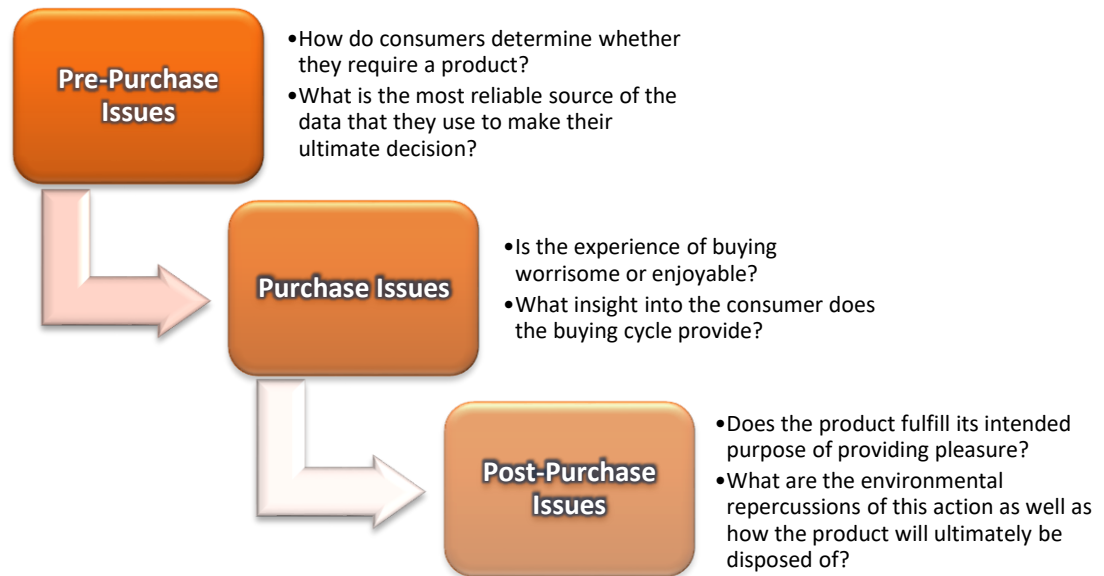 Pre-Purchase
Issues
•How do consumers determine whether
they require a product?
•What is the most reliable source of the
data that they use to make their
ultimate decision?
Purchase Issues
•Is the experience of buying
worrisome or enjoyable?
•What insight into the consumer does
the buying cycle provide?
Post-Purchase
Issues
•Does the product fulfill its intended
purpose of providing pleasure?
•What are the environmental
repercussions of this action as well as
how the product will ultimately be
disposed of?